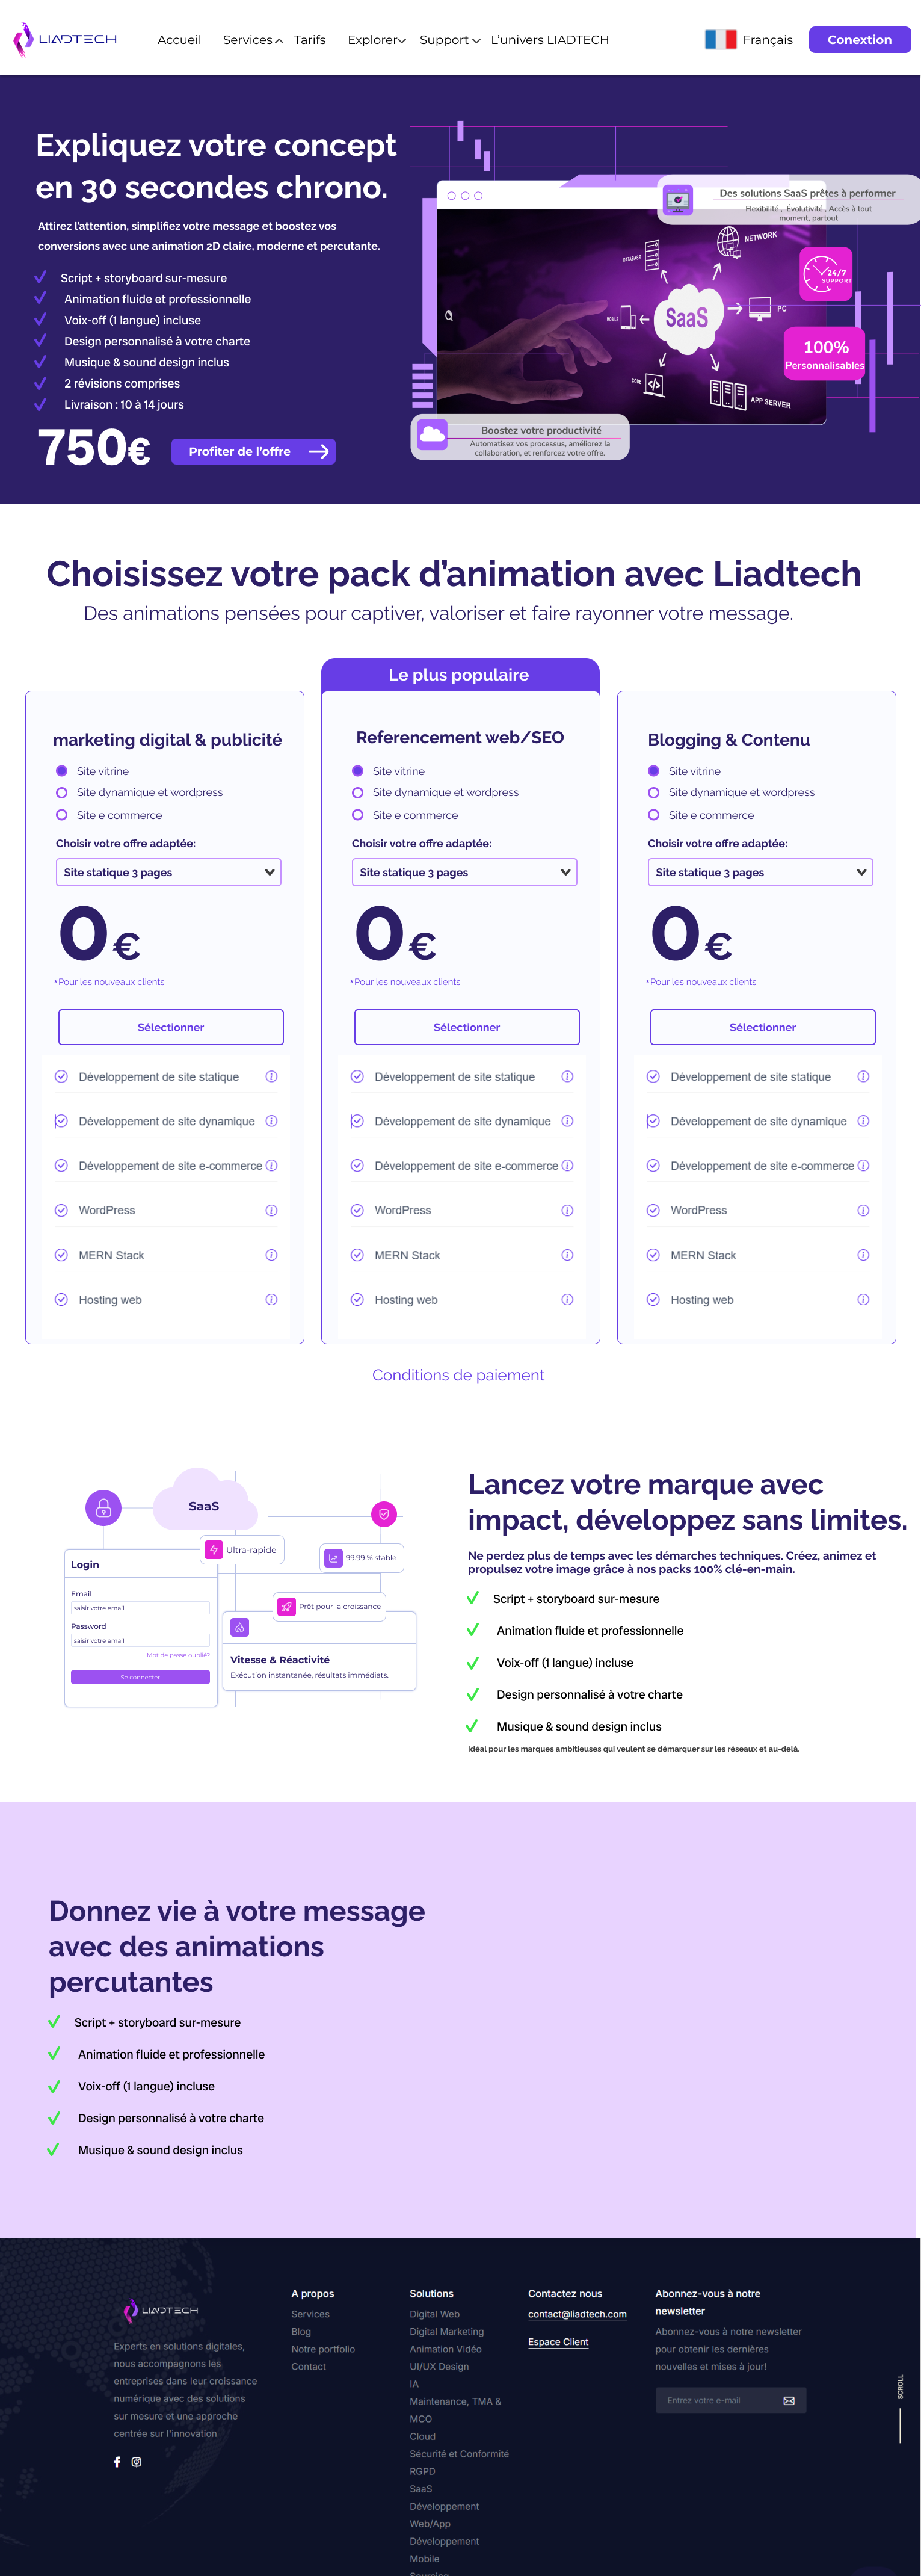 LIADTECH
Accueil
Services
Tarifs
Explorer
Support
L'univers LIADTECH
Français
Conextion
Expliquez votre concept
en 30 secondes chrono.
Attirez l'attention, simplifiez votre message et boostez vos
conversions avec une animation 2D claire, moderne et percutante.
Script + storyboard sur-mesure
Animation fluide et professionnelle
Voix-off (1 langue) incluse
Design personnalisé à votre charte
Musique & sound design inclus
2 révisions comprises
Livraison : 10 à 14 jours
750€
Profiter de l'offre
Des solutions SaaS prêtes à performer
Flexibilité , Évolutivité , Accès à tout
moment, partout
DATABASE
NETWORK
24/7
SUPPORT
MOBILE
SaaS
PC
100%
Personnalisables
CODE
APP SERVER
Boostez votre productivité
Automatisez vos processus, améliorez la
collaboration, et renforcez votre offre.
Choisissez votre pack d'animation avec Liadtech
Des animations pensées pour captiver, valoriser et faire rayonner votre message.
Le plus populaire
marketing digital & publicité
Site vitrine
Site dynamique et wordpress
Site e commerce
Choisir votre offre adaptée:
Site statique 3 pages
0€
*Pour les nouveaux clients
Sélectionner
Développement de site statique
Développement de site dynamique
Développement de site e-commerce
WordPress
MERN Stack
Hosting web
Referencement web/SEO
Site vitrine
Site dynamique et wordpress
Site e commerce
Choisir votre offre adaptée:
Site statique 3 pages
0€
*Pour les nouveaux clients
Sélectionner
Développement de site statique
Développement de site dynamique
Développement de site e-commerce
WordPress
MERN Stack
Hosting web
Blogging & Contenu
Site vitrine
Site dynamique et wordpress
Site e commerce
Choisir votre offre adaptée:
Site statique 3 pages
0€
*Pour les nouveaux clients
Sélectionner
Développement de site statique
Développement de site dynamique
Développement de site e-commerce
WordPress
MERN Stack
Hosting web
Conditions de paiement
SaaS
Ultra-rapide
99.99 % stable
Login
Email
saisir votre email
Password
saisir votre email
Mot de passe oublié?
Se connecter
Prêt pour la croissance
Vitesse & Réactivité
Exécution instantanée, résultats immédiats.
Lancez votre marque avec
impact, développez sans limites.
Ne perdez plus de temps avec les démarches techniques. Créez, animez et
propulsez votre image grâce à nos packs 100% clé-en-main.
Script + storyboard sur-mesure
Animation fluide et professionnelle
Voix-off (1 langue) incluse
Design personnalisé à votre charte
Musique & sound design inclus
Idéal pour les marques ambitieuses qui veulent se démarquer sur les réseaux et au-delà.
Donnez vie à votre message
avec des animations
percutantes
Script + storyboard sur-mesure
Animation fluide et professionnelle
Voix-off (1 langue) incluse
Design personnalisé à votre charte
Musique & sound design inclus
LIADTECH
Experts en solutions digitales,
nous accompagnons les
entreprises dans leur croissance
numérique avec des solutions
sur mesure et une approche
centrée sur l'innovation
A propos
Services
Blog
Notre portfolio
Contact
Solutions
Digital Web
Digital Marketing
Animation Vidéo
UI/UX Design
IA
Maintenance, TMA &
MCO
Cloud
Sécurité et Conformité
RGPD
SaaS
Développement
Web/App
Développement
Mobile
Sourcing
Contactez nous
contact@liadtech.com
Espace Client
Abonnez-vous à notre
newsletter
Abonnez-vous à notre newsletter
pour obtenir les dernières
nouvelles et mises à jour!
Entrez votre e-mail
SCROLL